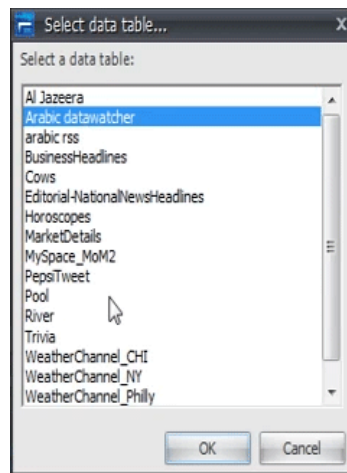 Select data table...
Select a data table:
Al Jazeera
Arabic datawatcher
arabic rss
BusinessHeadlines
Cows
Editorial-NationalNewsHeadlines
Horoscopes
MarketDetails
MySpace_MoM2
PepsiTweet
Pool
River
Trivia
WeatherChannel_CHI
WeatherChannel_NY
WeatherChannel_Philly
OK
Cancel